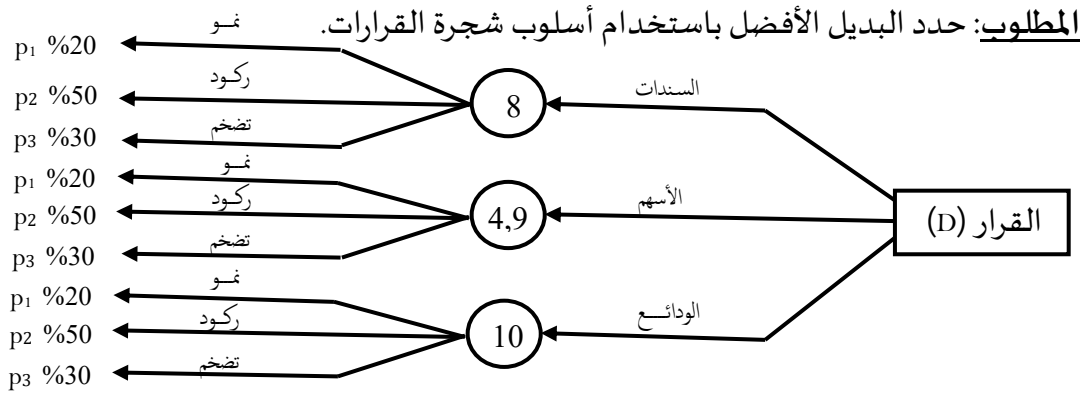 المطلوب: حدد البديل الأفضل باستخدام أسلوب شجرة القرارات.
القرار (D)
السندات
8
نمـو
p₁ %20
ركـود
p₂ %50
تضخم
p₃ %30
الأسهم
4,9
نمـو
p₁ %20
ركـود
p₂ %50
تضخم
p₃ %30
الودائـــع
10
نمـو
p₁ %20
ركـود
p₂ %50
تضخم
p₃ %30